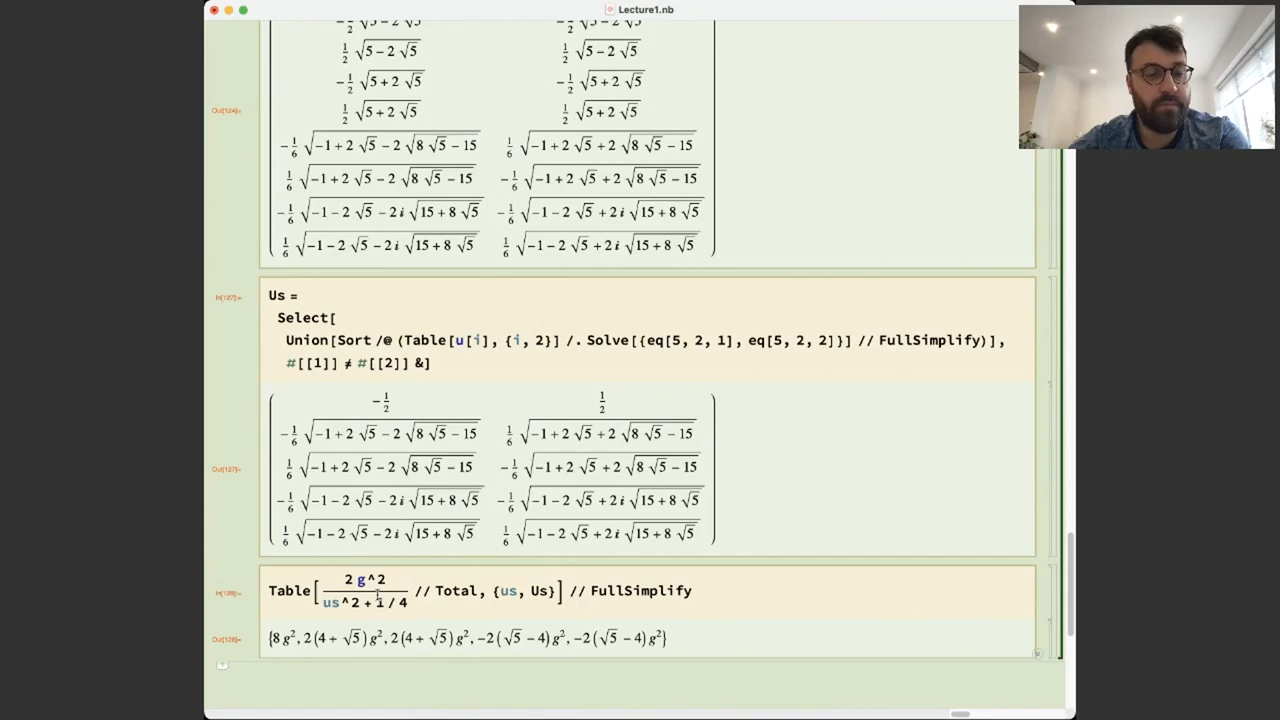 Lecture1.nb
1/2 √(5 − 2 √5) 1/2 √(5 − 2 √5)
−1/2 √(5 + 2 √5) −1/2 √(5 + 2 √5)
Out[124]= 1/2 √(5 + 2 √5) 1/2 √(5 + 2 √5)
−1/6 √(−1 + 2 √5 − 2 √(8 √5 − 15)) 1/6 √(−1 + 2 √5 + 2 √(8 √5 − 15))
1/6 √(−1 + 2 √5 − 2 √(8 √5 − 15)) −1/6 √(−1 + 2 √5 + 2 √(8 √5 − 15))
−1/6 √(−1 − 2 √5 − 2 i √(15 + 8 √5)) −1/6 √(−1 − 2 √5 + 2 i √(15 + 8 √5))
1/6 √(−1 − 2 √5 − 2 i √(15 + 8 √5)) 1/6 √(−1 − 2 √5 + 2 i √(15 + 8 √5))
In[127]:= Us =
Select[
Union[Sort /@ (Table[u[i], {i, 2}] /. Solve[{eq[5, 2, 1], eq[5, 2, 2]}] // FullSimplify)],
#[[1]] ≠ #[[2]] &]
−1/2 1/2
−1/6 √(−1 + 2 √5 − 2 √(8 √5 − 15)) 1/6 √(−1 + 2 √5 + 2 √(8 √5 − 15))
Out[127]= 1/6 √(−1 + 2 √5 − 2 √(8 √5 − 15)) −1/6 √(−1 + 2 √5 + 2 √(8 √5 − 15))
−1/6 √(−1 − 2 √5 − 2 i √(15 + 8 √5)) −1/6 √(−1 − 2 √5 + 2 i √(15 + 8 √5))
1/6 √(−1 − 2 √5 − 2 i √(15 + 8 √5)) 1/6 √(−1 − 2 √5 + 2 i √(15 + 8 √5))
Table[2 g^2 / (us^2 + 1 / 4) // Total, {us, Us}] // FullSimplify
Out[128]= {8 g², 2 (4 + √5) g², 2 (4 + √5) g², −2 (√5 − 4) g², −2 (√5 − 4) g²}